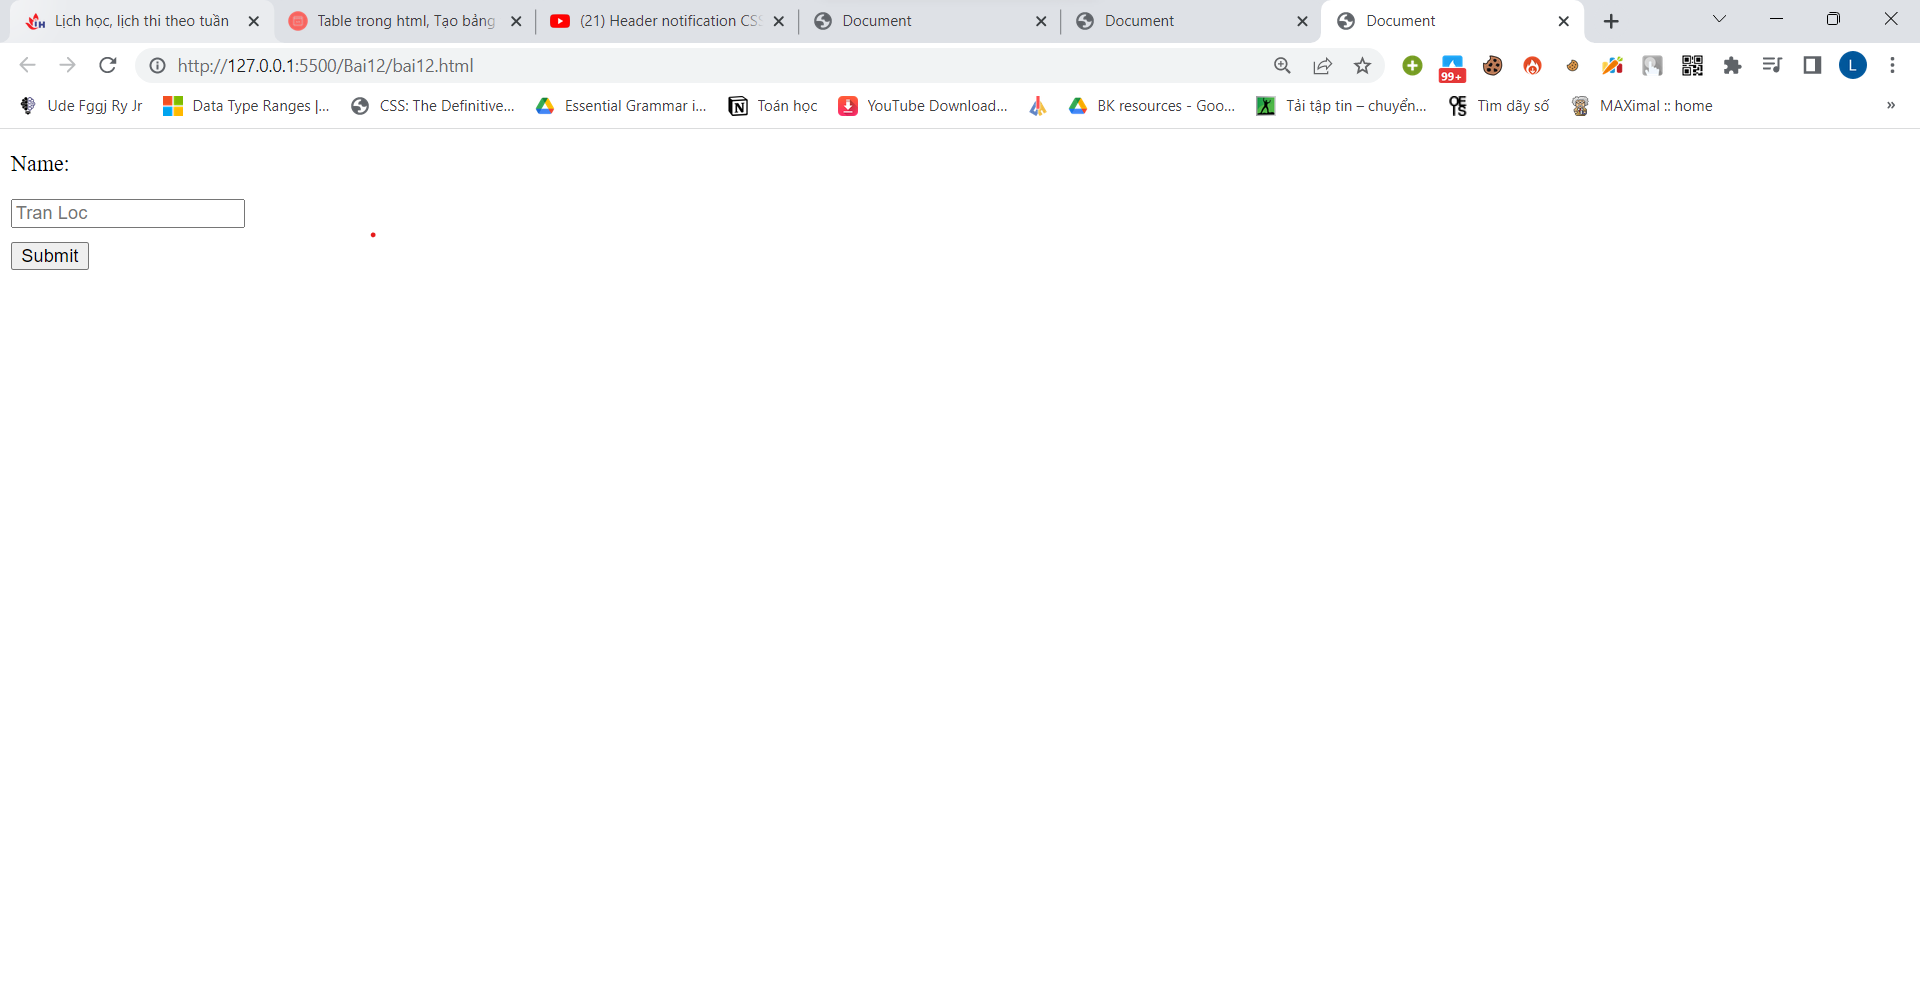 Lịch học, lịch thi theo tuần
Table trong html, Tạo bảng
(21) Header notification CSS
Document
Document
Document
http://127.0.0.1:5500/Bai12/bai12.html
99+
L
Ude Fggj Ry Jr
Data Type Ranges |...
CSS: The Definitive...
Essential Grammar i...
Toán học
YouTube Download...
BK resources - Goo...
Tải tập tin – chuyển...
Tìm dãy số
MAXimal :: home
»
Name:
Tran Loc
Submit